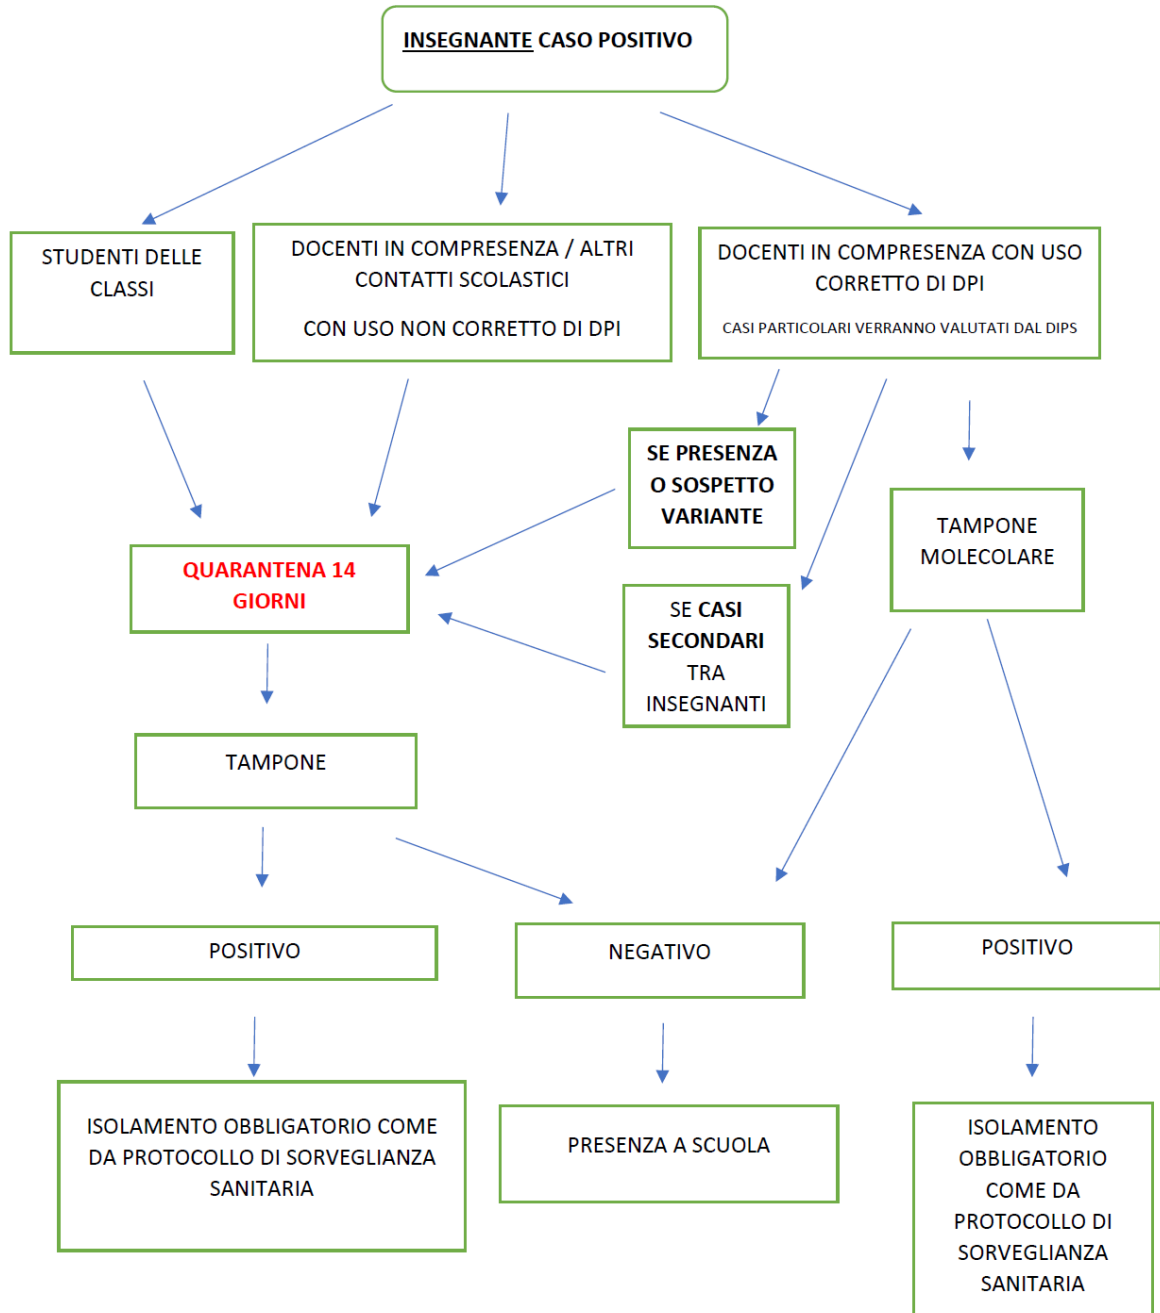 INSEGNANTE CASO POSITIVO
STUDENTI DELLE
CLASSI
DOCENTI IN COMPRESENZA / ALTRI
CONTATTI SCOLASTICI
CON USO NON CORRETTO DI DPI
DOCENTI IN COMPRESENZA CON USO
CORRETTO DI DPI
CASI PARTICOLARI VERRANNO VALUTATI DAL DIPS
SE PRESENZA
O SOSPETTO
VARIANTE
TAMPONE
MOLECOLARE
QUARANTENA 14
GIORNI
SE CASI
SECONDARI
TRA
INSEGNANTI
TAMPONE
POSITIVO
NEGATIVO
POSITIVO
ISOLAMENTO OBBLIGATORIO COME
DA PROTOCOLLO DI SORVEGLIANZA
SANITARIA
PRESENZA A SCUOLA
ISOLAMENTO
OBBLIGATORIO
COME DA
PROTOCOLLO DI
SORVEGLIANZA
SANITARIA